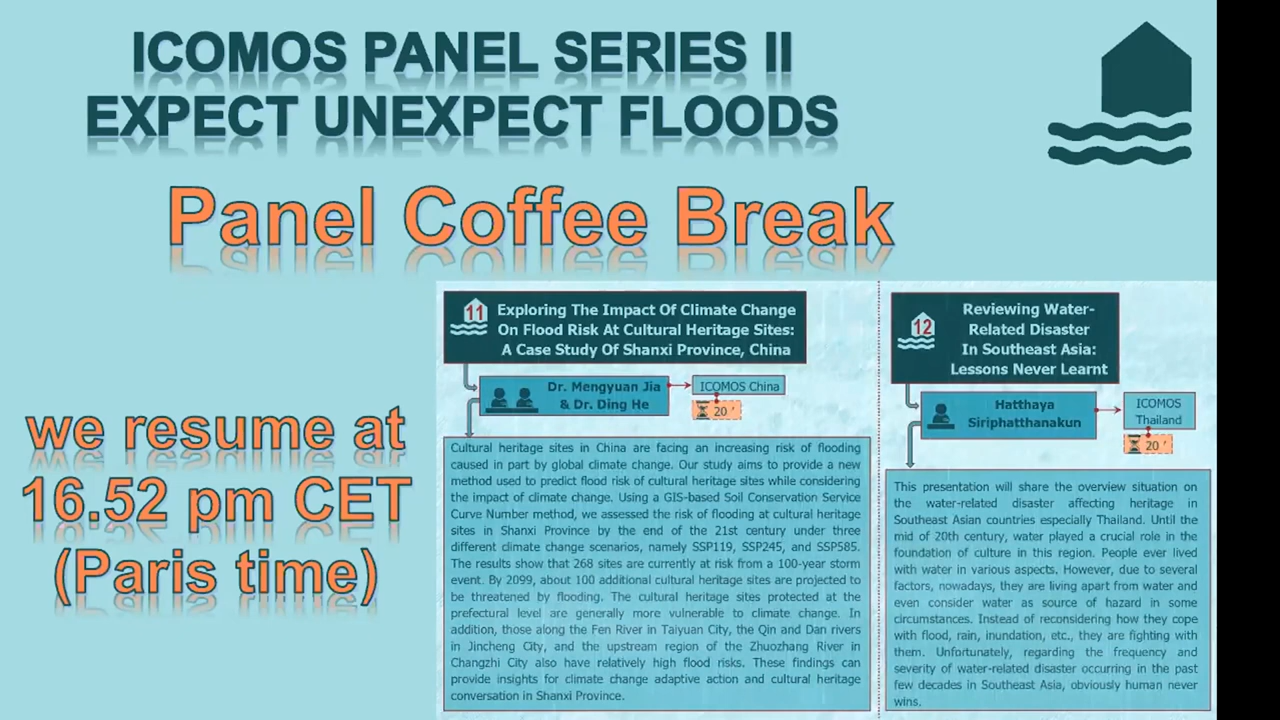 ICOMOS PANEL SERIES II
EXPECT UNEXPECT FLOODS
Panel Coffee Break
we resume at
16.52 pm CET
(Paris time)
11
Exploring The Impact Of Climate Change
On Flood Risk At Cultural Heritage Sites:
A Case Study Of Shanxi Province, China
Dr. Mengyuan Jia
& Dr. Ding He
ICOMOS China
20 '
Cultural heritage sites in China are facing an increasing risk of flooding
caused in part by global climate change. Our study aims to provide a new
method used to predict flood risk of cultural heritage sites while considering
the impact of climate change. Using a GIS-based Soil Conservation Service
Curve Number method, we assessed the risk of flooding at cultural heritage
sites in Shanxi Province by the end of the 21st century under three
different climate change scenarios, namely SSP119, SSP245, and SSP585.
The results show that 268 sites are currently at risk from a 100-year storm
event. By 2099, about 100 additional cultural heritage sites are projected to
be threatened by flooding. The cultural heritage sites protected at the
prefectural level are generally more vulnerable to climate change. In
addition, those along the Fen River in Taiyuan City, the Qin and Dan rivers
in Jincheng City, and the upstream region of the Zhuozhang River in
Changzhi City also have relatively high flood risks. These findings can
provide insights for climate change adaptive action and cultural heritage
conversation in Shanxi Province.
12
Reviewing Water-
Related Disaster
In Southeast Asia:
Lessons Never Learnt
Hatthaya
Siriphatthanakun
ICOMOS
Thailand
20 '
This presentation will share the overview situation on
the water-related disaster affecting heritage in
Southeast Asian countries especially Thailand. Until the
mid of 20th century, water played a crucial role in the
foundation of culture in this region. People ever lived
with water in various aspects. However, due to several
factors, nowadays, they are living apart from water and
even consider water as source of hazard in some
circumstances. Instead of reconsidering how they cope
with flood, rain, inundation, etc., they are fighting with
them. Unfortunately, regarding the frequency and
severity of water-related disaster occurring in the past
few decades in Southeast Asia, obviously human never
wins.